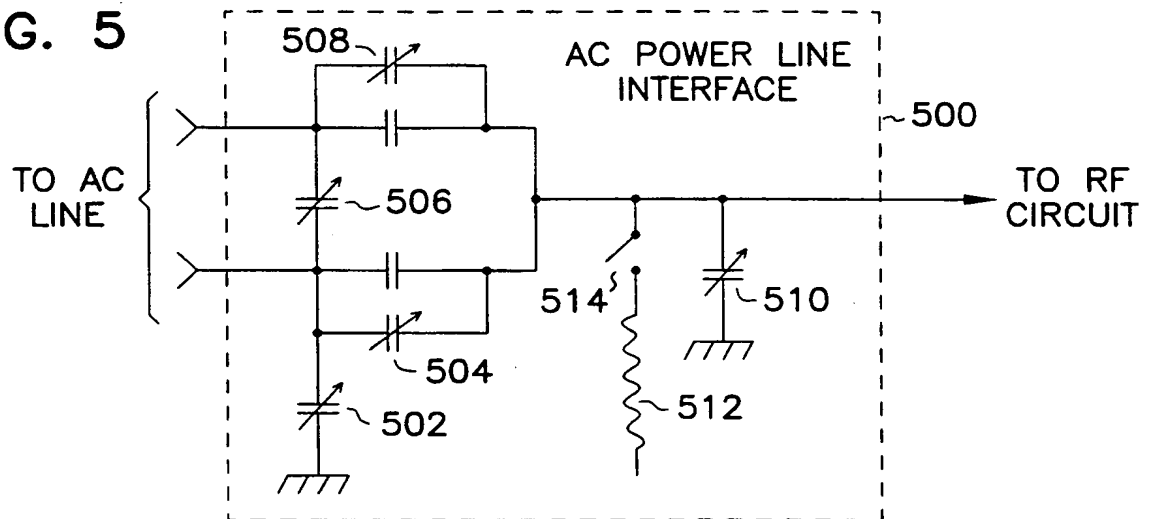 G. 5
508
AC POWER LINE
INTERFACE
500
TO AC
LINE
506
TO RF
CIRCUIT
514
510
504
512
502